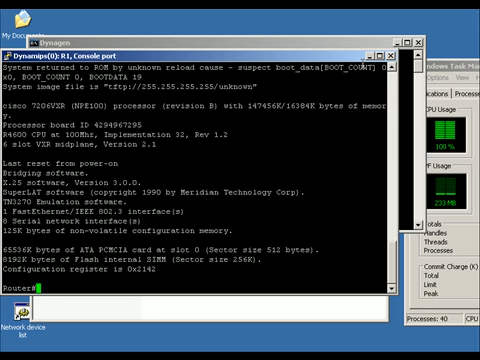 My Documents
Dynagen
Dynamips(0): R1, Console port
System returned to ROM by unknown reload cause - suspect boot_data[BOOT_COUNT] 0
x0, BOOT_COUNT 0, BOOTDATA 19
System image file is "tftp://255.255.255.255/unknown"
cisco 7206VXR (NPE100) processor (revision B) with 147456K/16384K bytes of memor
y.
Processor board ID 4294967295
R4600 CPU at 100Mhz, Implementation 32, Rev 1.2
6 slot VXR midplane, Version 2.1
Last reset from power-on
Bridging software.
X.25 software, Version 3.0.0.
SuperLAT software (copyright 1990 by Meridian Technology Corp).
TN3270 Emulation software.
1 FastEthernet/IEEE 802.3 interface(s)
8 Serial network interface(s)
125K bytes of non-volatile configuration memory.
65536K bytes of ATA PCMCIA card at slot 0 (Sector size 512 bytes).
8192K bytes of Flash internal SIMM (Sector size 256K).
Configuration register is 0x2142
Router#
indows Task Man
Options View
ications Processe
CPU Usage
100 %
PF Usage
233 MB
otals
Handles
Threads
Processes
Commit Charge (K)
Total
Limit
Peak
Processes: 40
CPU
Network device
list